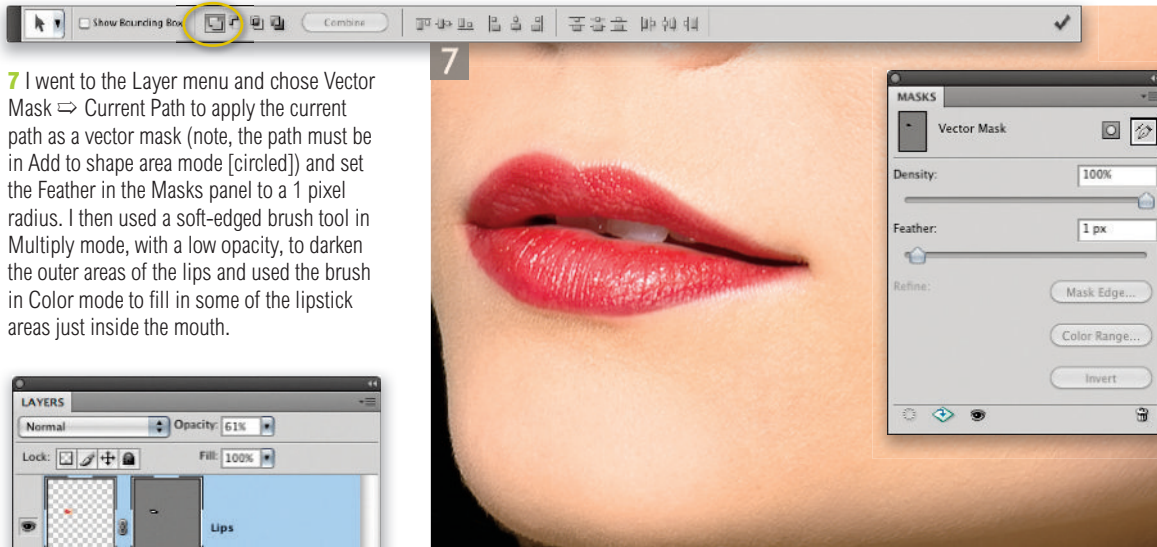 Show Bounding Box
Combine
7 I went to the Layer menu and chose Vector
Mask ⇨ Current Path to apply the current
path as a vector mask (note, the path must be
in Add to shape area mode [circled]) and set
the Feather in the Masks panel to a 1 pixel
radius. I then used a soft-edged brush tool in
Multiply mode, with a low opacity, to darken
the outer areas of the lips and used the brush
in Color mode to fill in some of the lipstick
areas just inside the mouth.
LAYERS
Normal Opacity: 61%
Lock: Fill: 100%
Lips
7
MASKS
Vector Mask
Density: 100%
Feather: 1 px
Refine: Mask Edge...
Color Range...
Invert